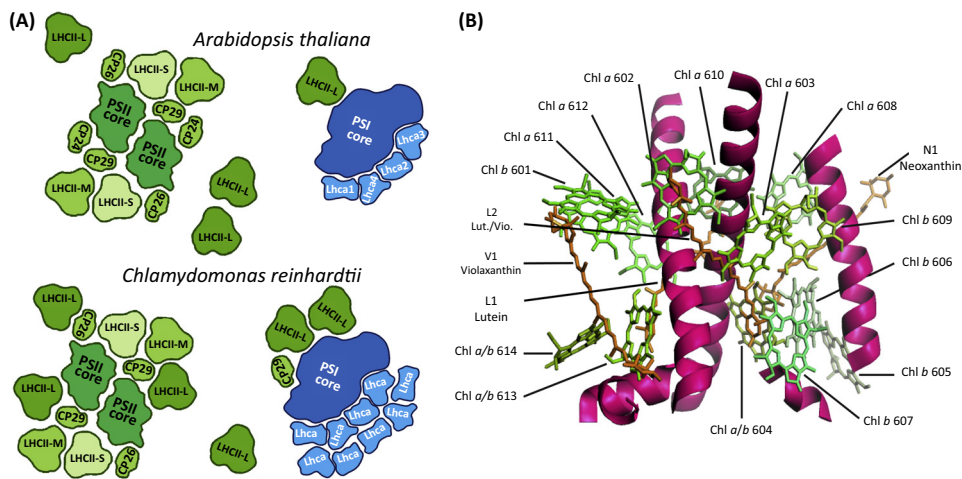 (A)
Arabidopsis thaliana
LHCII-L
CP26
LHCII-S
LHCII-M
PSII
core
CP29
CP24
CP24
PSII
core
CP29
LHCII-M
LHCII-S
CP26
LHCII-L
LHCII-L
LHCII-L
PSI
core
Lhca3
Lhca2
Lhca4
Lhca1
Chlamydomonas reinhardtii
LHCII-L
CP26
LHCII-S
LHCII-M
PSII
core
CP29
LHCII-L
LHCII-L
PSII
core
CP29
LHCII-M
LHCII-S
CP26
LHCII-L
LHCII-L
LHCII-L
CP29
PSI
core
Lhca
Lhca
Lhca
Lhca
Lhca
Lhca
Lhca
Lhca
Lhca
(B)
Chl a 602
Chl a 610
Chl a 603
Chl a 612
Chl a 608
Chl a 611
N1
Neoxanthin
Chl b 601
Chl b 609
L2
Lut./Vio.
V1
Violaxanthin
Chl b 606
L1
Lutein
Chl a/b 614
Chl b 605
Chl a/b 613
Chl a/b 604
Chl b 607